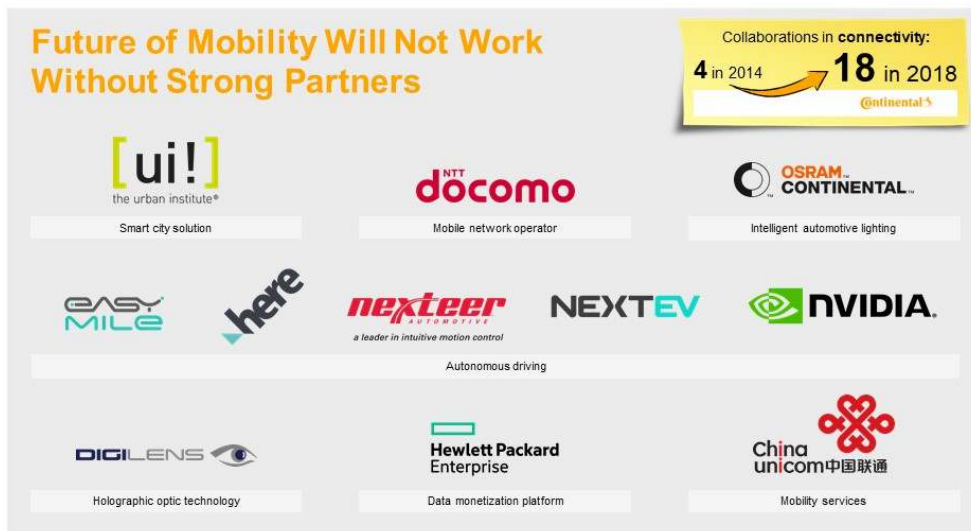 Future of Mobility Will Not Work
Without Strong Partners
Collaborations in connectivity:
4 in 2014 18 in 2018
Continental
[ui!]
the urban institute®
Smart city solution
NTT
docomo
Mobile network operator
OSRAM™
CONTINENTAL™
Intelligent automotive lighting
easy
mile
here
nexteer
AUTOMOTIVE
a leader in intuitive motion control
NEXTEV
NVIDIA.
Autonomous driving
DIGILENS
Holographic optic technology
Hewlett Packard
Enterprise
Data monetization platform
China
unicom中国联通
Mobility services